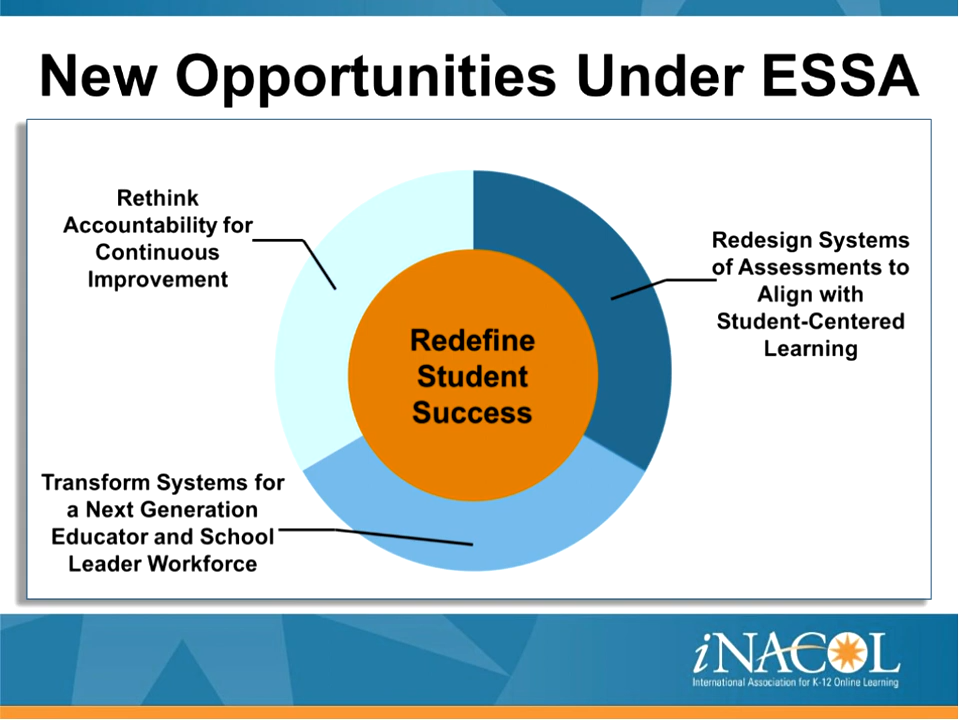 New Opportunities Under ESSA
Rethink
Accountability for
Continuous
Improvement
Redesign Systems
of Assessments to
Align with
Student-Centered
Learning
Redefine
Student
Success
Transform Systems for
a Next Generation
Educator and School
Leader Workforce
iNACOL
International Association for K-12 Online Learning